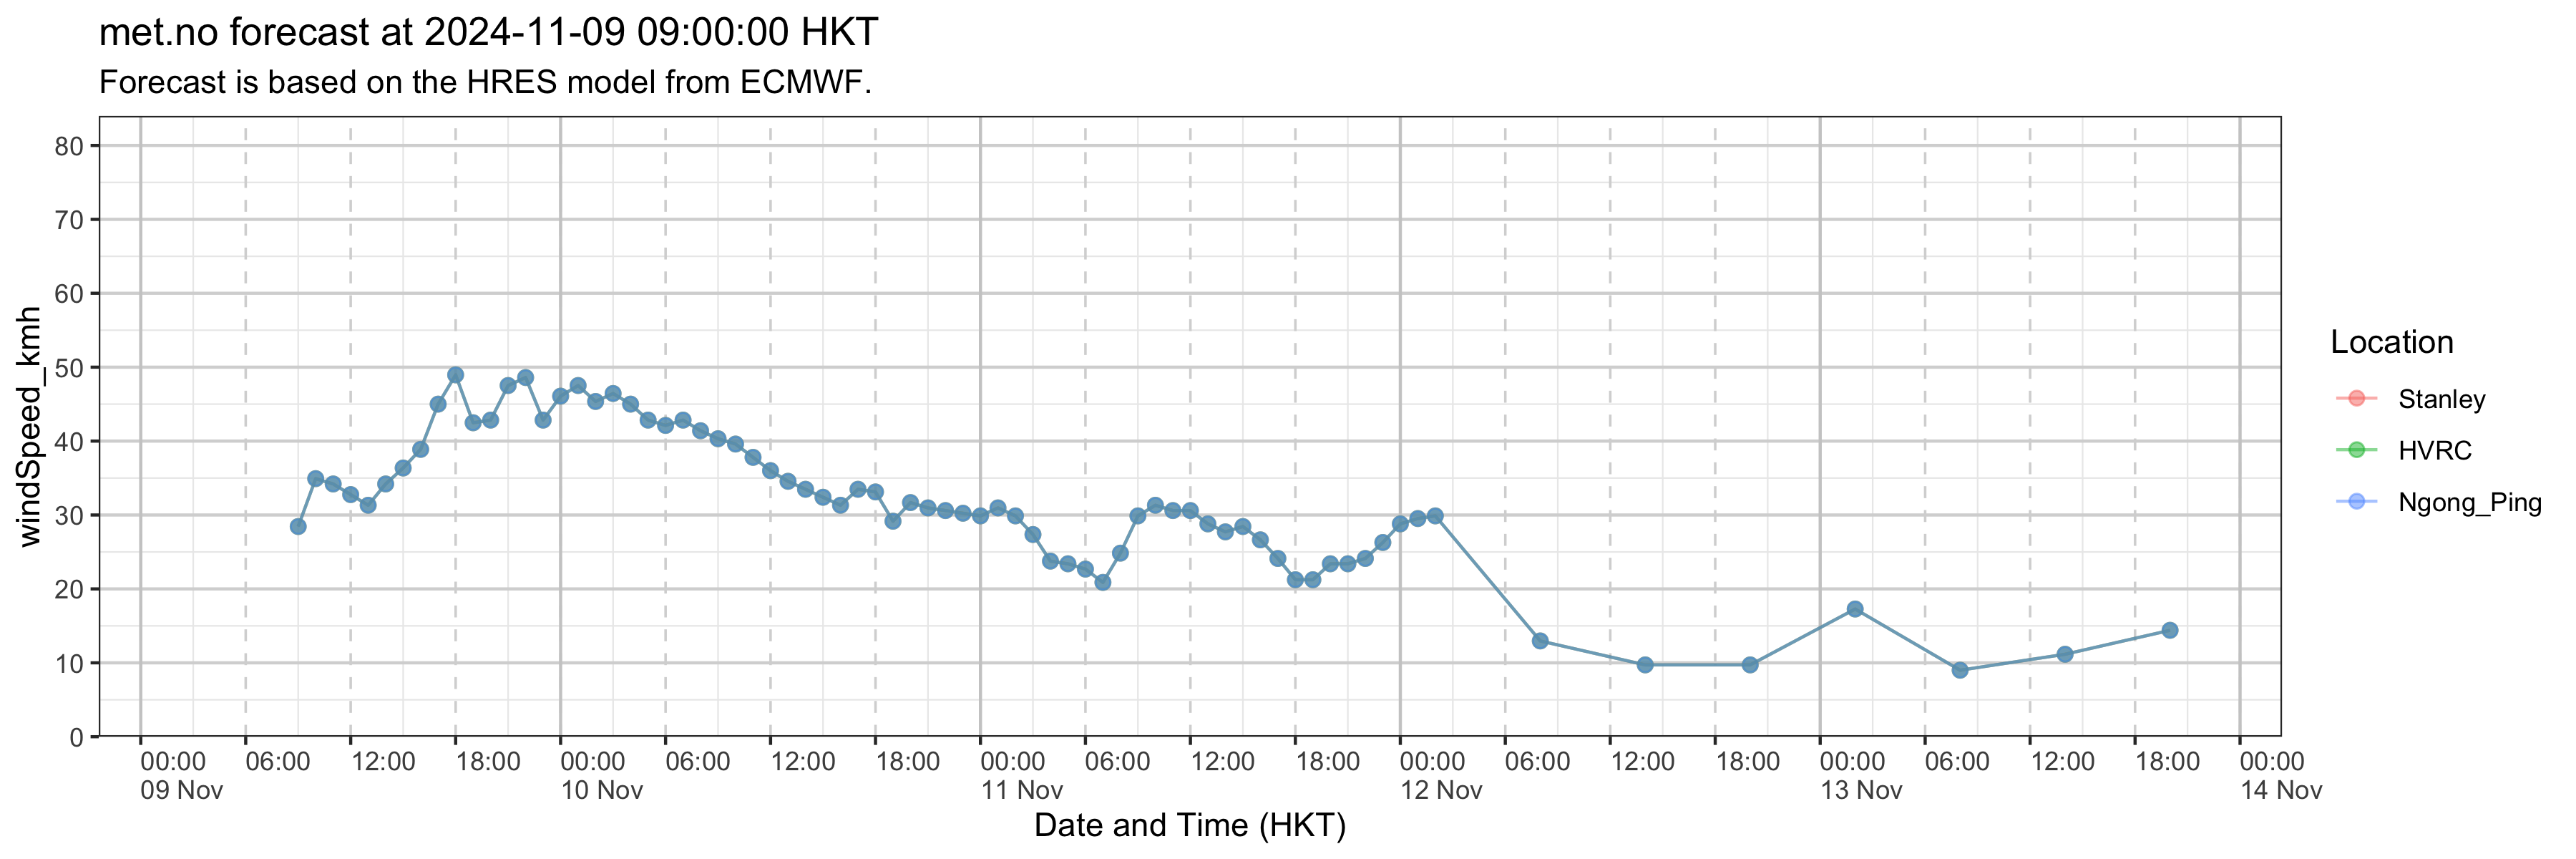 met.no forecast at 2024-11-09 09:00:00 HKT
Forecast is based on the HRES model from ECMWF.
windSpeed_kmh
80
70
60
50
40
30
20
10
0
00:00 06:00 12:00 18:00 00:00 06:00 12:00 18:00 00:00 06:00 12:00 18:00 00:00 06:00 12:00 18:00 00:00 06:00 12:00 18:00 00:00
09 Nov 10 Nov 11 Nov 12 Nov 13 Nov 14 Nov
Date and Time (HKT)
Location
Stanley
HVRC
Ngong_Ping